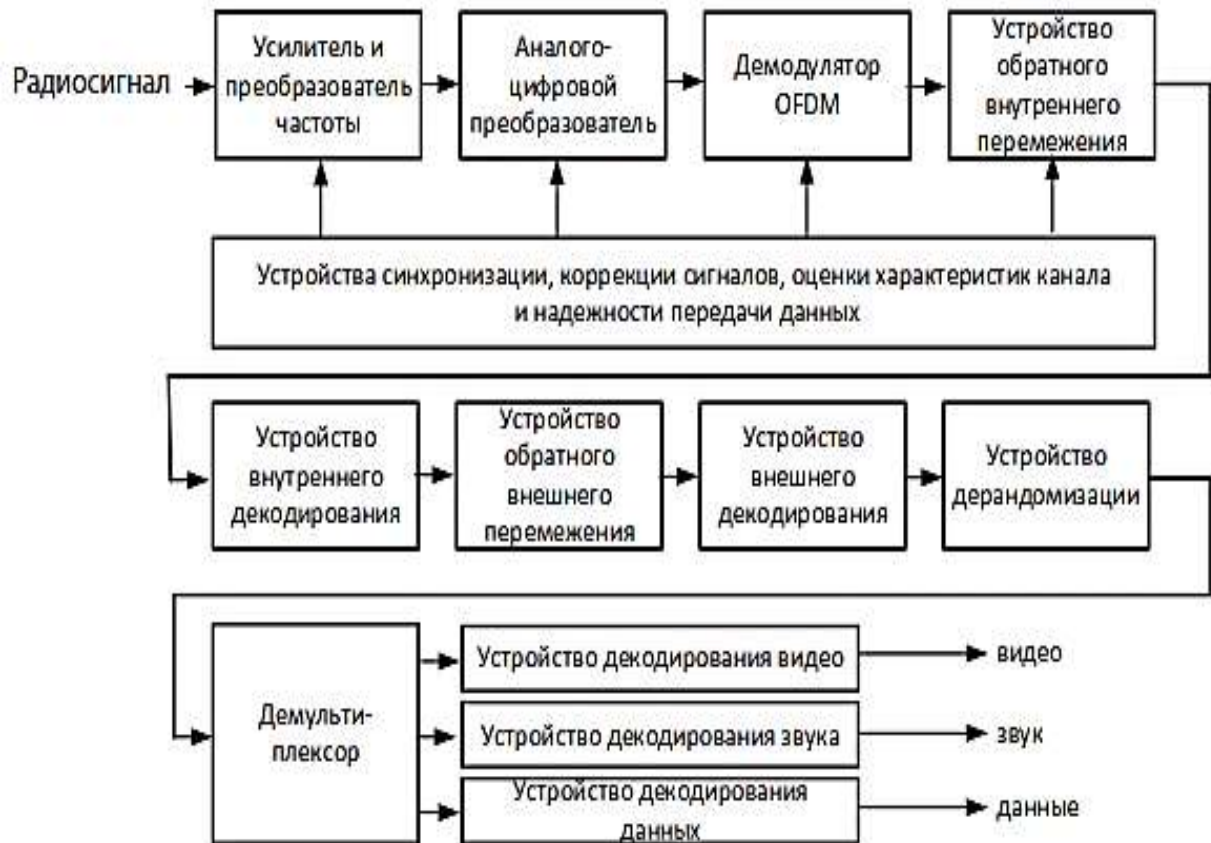 Радиосигнал
Усилитель и
преобразователь
частоты
Аналого-
цифровой
преобразователь
Демодулятор
OFDM
Устройство
обратного
внутреннего
перемежения
Устройства синхронизации, коррекции сигналов, оценки характеристик канала
и надежности передачи данных
Устройство
внутреннего
декодирования
Устройство
обратного
внешнего
перемежения
Устройство
внешнего
декодирования
Устройство
дерандомизации
Демульти-
плексор
Устройство декодирования видео
видео
Устройство декодирования звука
звук
Устройство декодирования
данных
данные